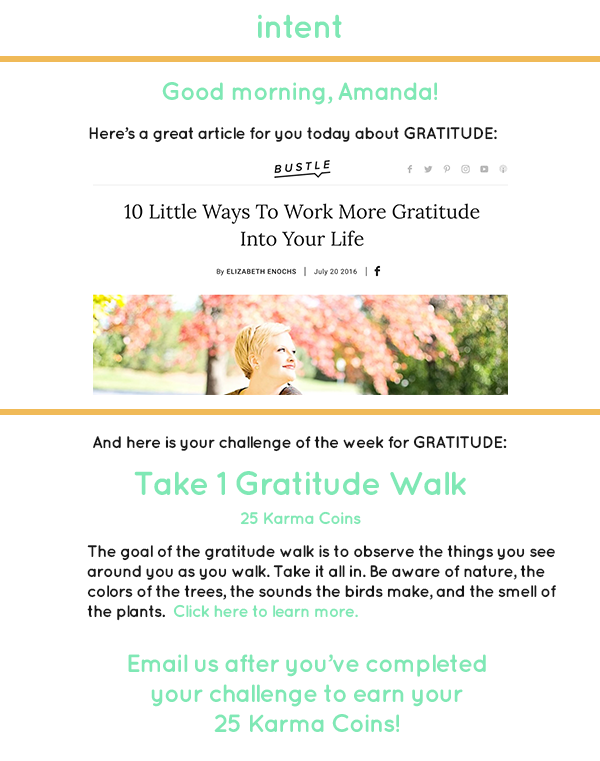 intent
Good morning, Amanda!
Here's a great article for you today about GRATITUDE:
BUSTLE
10 Little Ways To Work More Gratitude
Into Your Life
By ELIZABETH ENOCHS | July 20 2016 |
And here is your challenge of the week for GRATITUDE:
Take 1 Gratitude Walk
25 Karma Coins
The goal of the gratitude walk is to observe the things you see
around you as you walk. Take it all in. Be aware of nature, the
colors of the trees, the sounds the birds make, and the smell of
the plants. Click here to learn more.
Email us after you've completed
your challenge to earn your
25 Karma Coins!